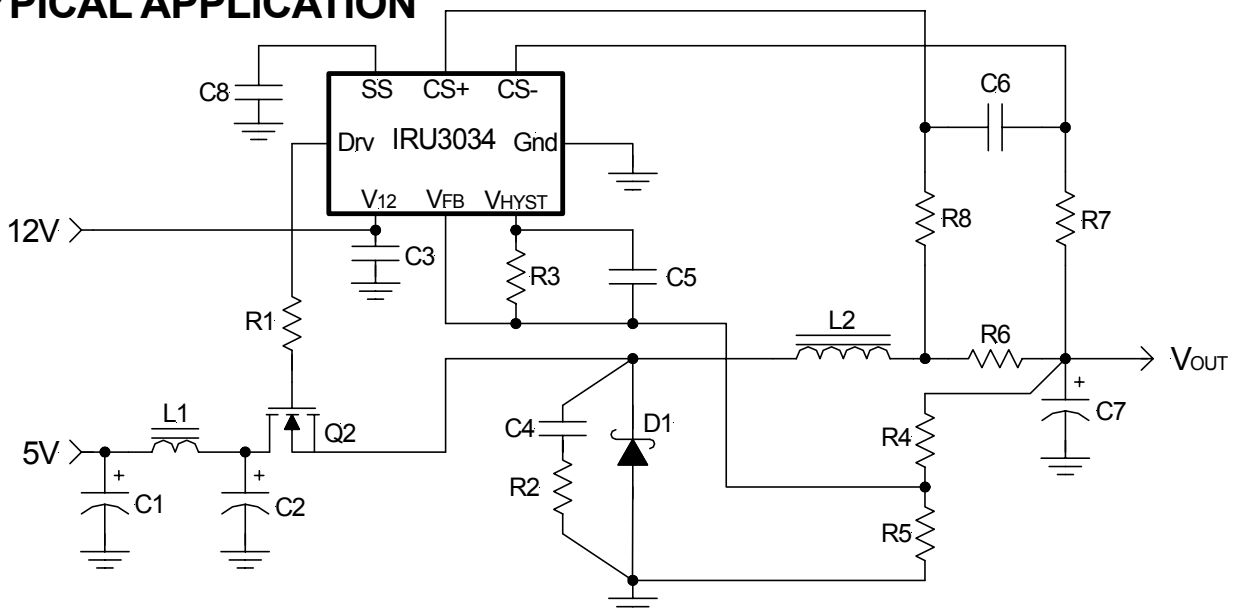 YPICAL APPLICATION
C8
SS CS+ CS-
C6
Drv IRU3034 Gnd
V12 VFB VHYST
12V
C3
R3
C5
R8
R7
R1
L2
R6
VOUT
L1
Q2
C4
D1
R4
+
C7
5V
R2
+
C1
+
C2
R5